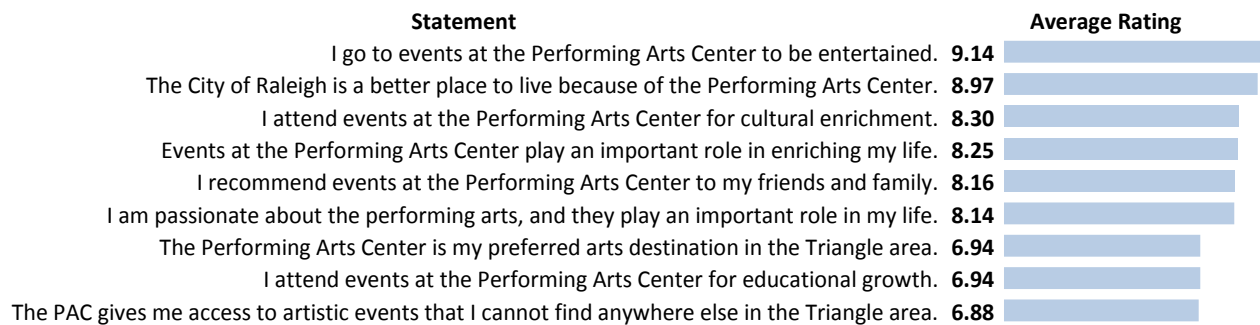 Statement Average Rating
I go to events at the Performing Arts Center to be entertained. 9.14
The City of Raleigh is a better place to live because of the Performing Arts Center. 8.97
I attend events at the Performing Arts Center for cultural enrichment. 8.30
Events at the Performing Arts Center play an important role in enriching my life. 8.25
I recommend events at the Performing Arts Center to my friends and family. 8.16
I am passionate about the performing arts, and they play an important role in my life. 8.14
The Performing Arts Center is my preferred arts destination in the Triangle area. 6.94
I attend events at the Performing Arts Center for educational growth. 6.94
The PAC gives me access to artistic events that I cannot find anywhere else in the Triangle area. 6.88